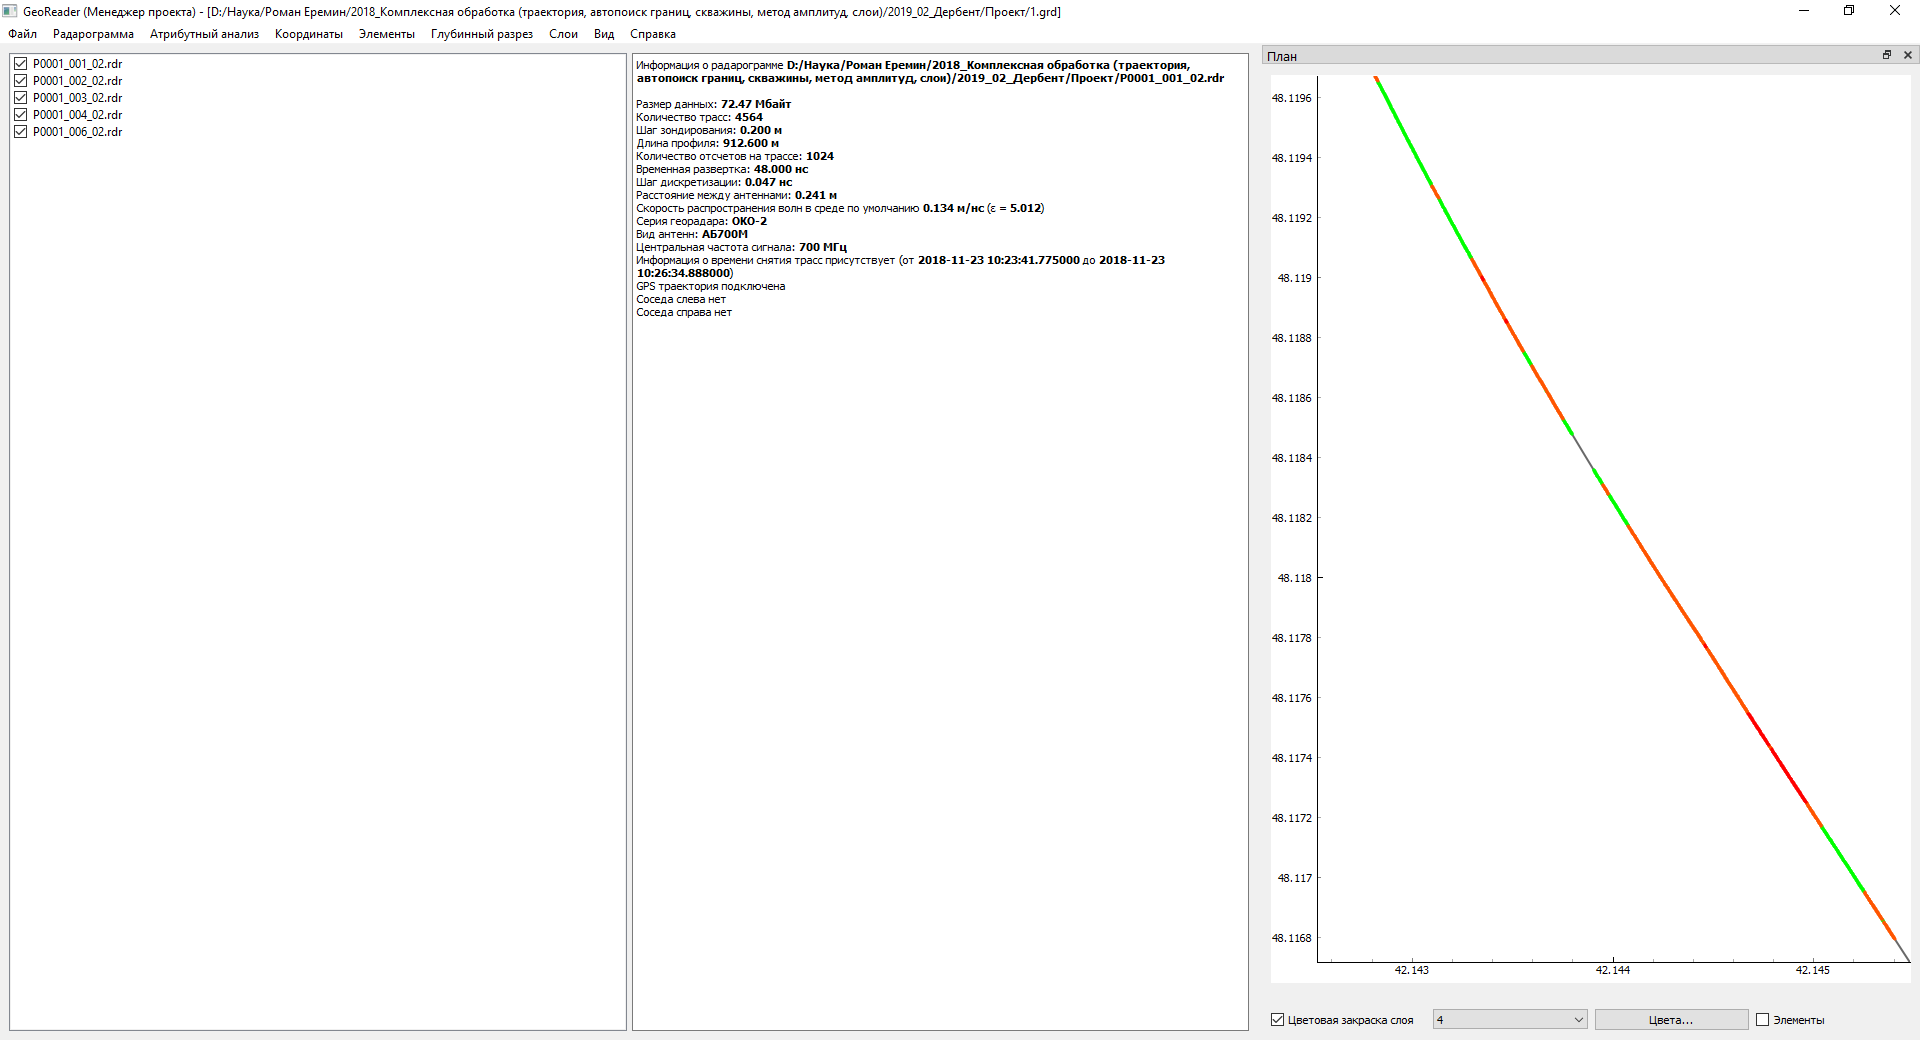 GeoReader (Менеджер проекта) - [D:/Наука/Роман Еремин/2018_Комплексная обработка (траектория, автопоиск границ, скважины, метод амплитуд, слои)/2019_02_Дербент/Проект/1.grd]
Файл Радарограмма Атрибутный анализ Координаты Элементы Глубинный разрез Слои Вид Справка
P0001_001_02.rdr
P0001_002_02.rdr
P0001_003_02.rdr
P0001_004_02.rdr
P0001_006_02.rdr
Информация о радарограмме D:/Наука/Роман Еремин/2018_Комплексная обработка (траектория,
автопоиск границ, скважины, метод амплитуд, слои)/2019_02_Дербент/Проект/P0001_001_02.rdr
Размер данных: 72.47 Мбайт
Количество трасс: 4564
Шаг зондирования: 0.200 м
Длина профиля: 912.600 м
Количество отсчетов на трассе: 1024
Временная развертка: 48.000 нс
Шаг дискретизации: 0.047 нс
Расстояние между антеннами: 0.241 м
Скорость распространения волн в среде по умолчанию 0.134 м/нс (ε = 5.012)
Серия георадара: ОКО-2
Вид антенн: АБ700М
Центральная частота сигнала: 700 МГц
Информация о времени снятия трасс присутствует (от 2018-11-23 10:23:41.775000 до 2018-11-23
10:26:34.888000)
GPS траектория подключена
Соседа слева нет
Соседа справа нет
План
48.1196
48.1194
48.1192
48.119
48.1188
48.1186
48.1184
48.1182
48.118
48.1178
48.1176
48.1174
48.1172
48.117
48.1168
42.143 42.144 42.145
Цветовая закраска слоя 4 Цвета... Элементы